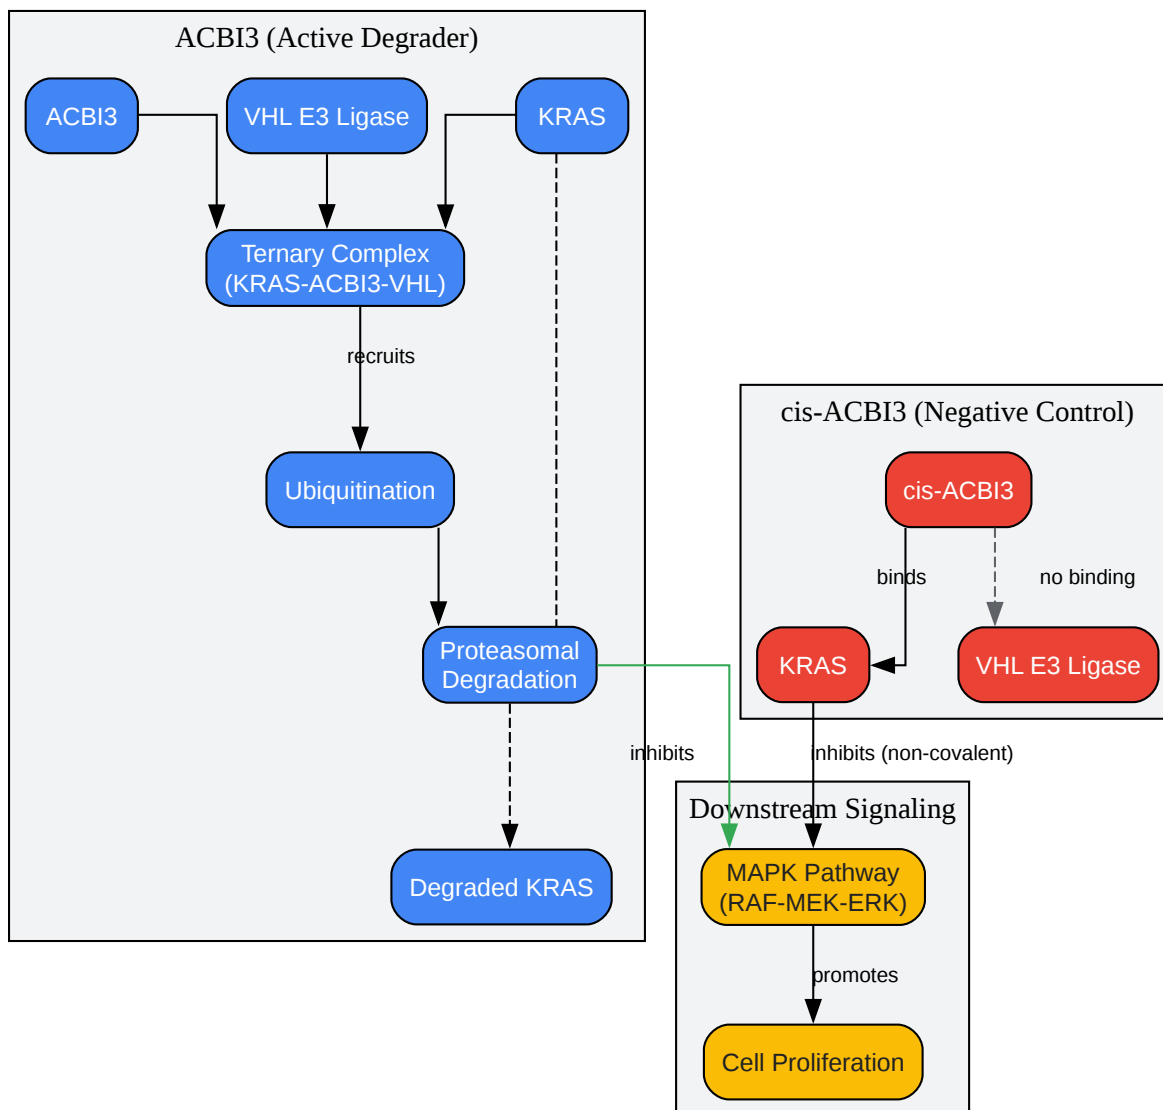 ACBI3 (Active Degrader)
ACBI3
VHL E3 Ligase
KRAS
Ternary Complex
(KRAS-ACBI3-VHL)
recruits
Ubiquitination
Proteasomal
Degradation
inhibits
Degraded KRAS
cis-ACBI3 (Negative Control)
cis-ACBI3
binds
no binding
KRAS
VHL E3 Ligase
inhibits (non-covalent)
Downstream Signaling
MAPK Pathway
(RAF-MEK-ERK)
promotes
Cell Proliferation